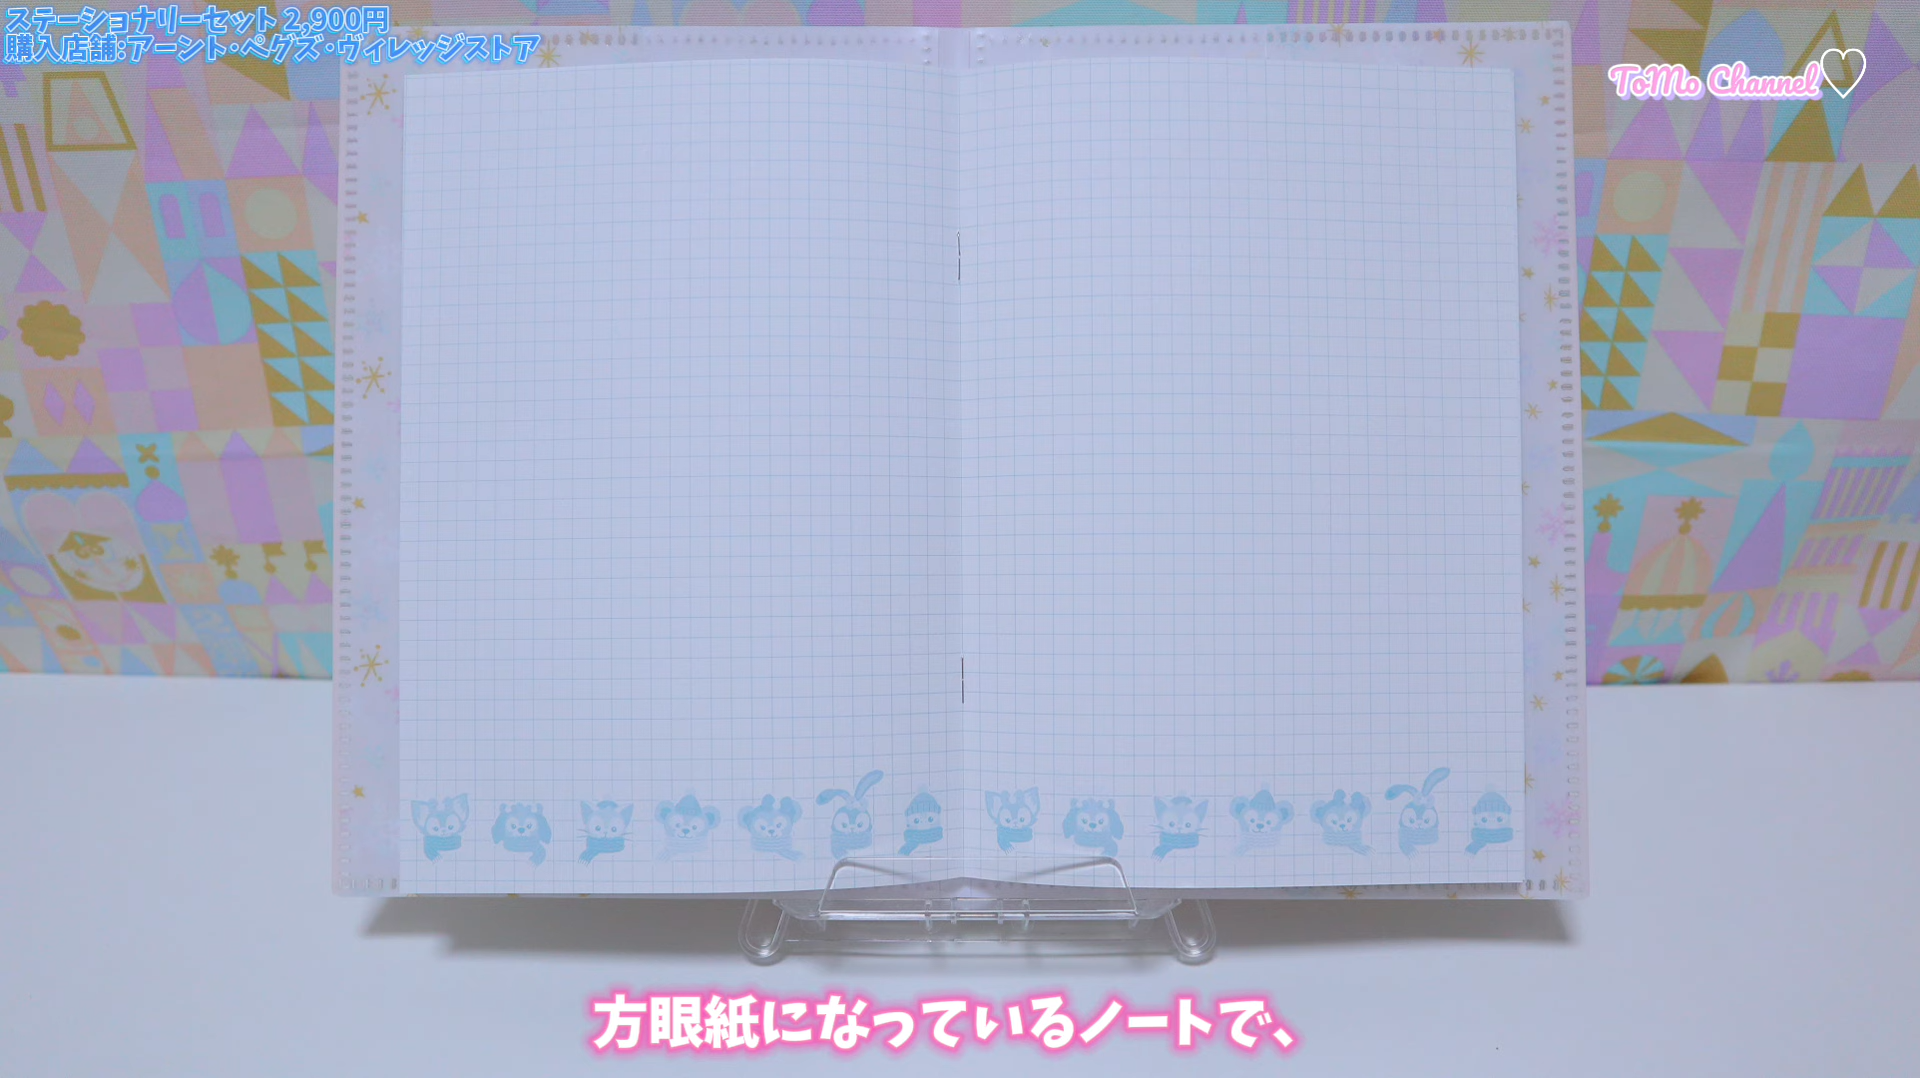 ステーショナリーセット 2,900円
購入店舗:アーント・ペグズ・ヴィレッジストア
ToMo Channel♡
方眼紙になっているノートで、